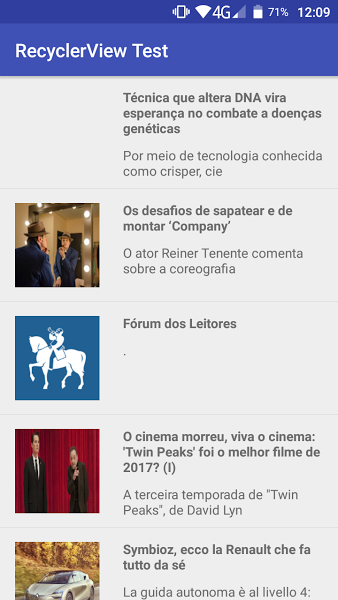 4G 71% 12:09
RecyclerView Test
Técnica que altera DNA vira
esperança no combate a doenças
genéticas
Por meio de tecnologia conhecida
como crisper, cie
Os desafios de sapatear e de
montar ‘Company’
O ator Reiner Tenente comenta
sobre a coreografia
Fórum dos Leitores
.
O cinema morreu, viva o cinema:
'Twin Peaks' foi o melhor filme de
2017? (I)
A terceira temporada de "Twin
Peaks", de David Lyn
Symbioz, ecco la Renault che fa
tutto da sé
La guida autonoma è al livello 4: